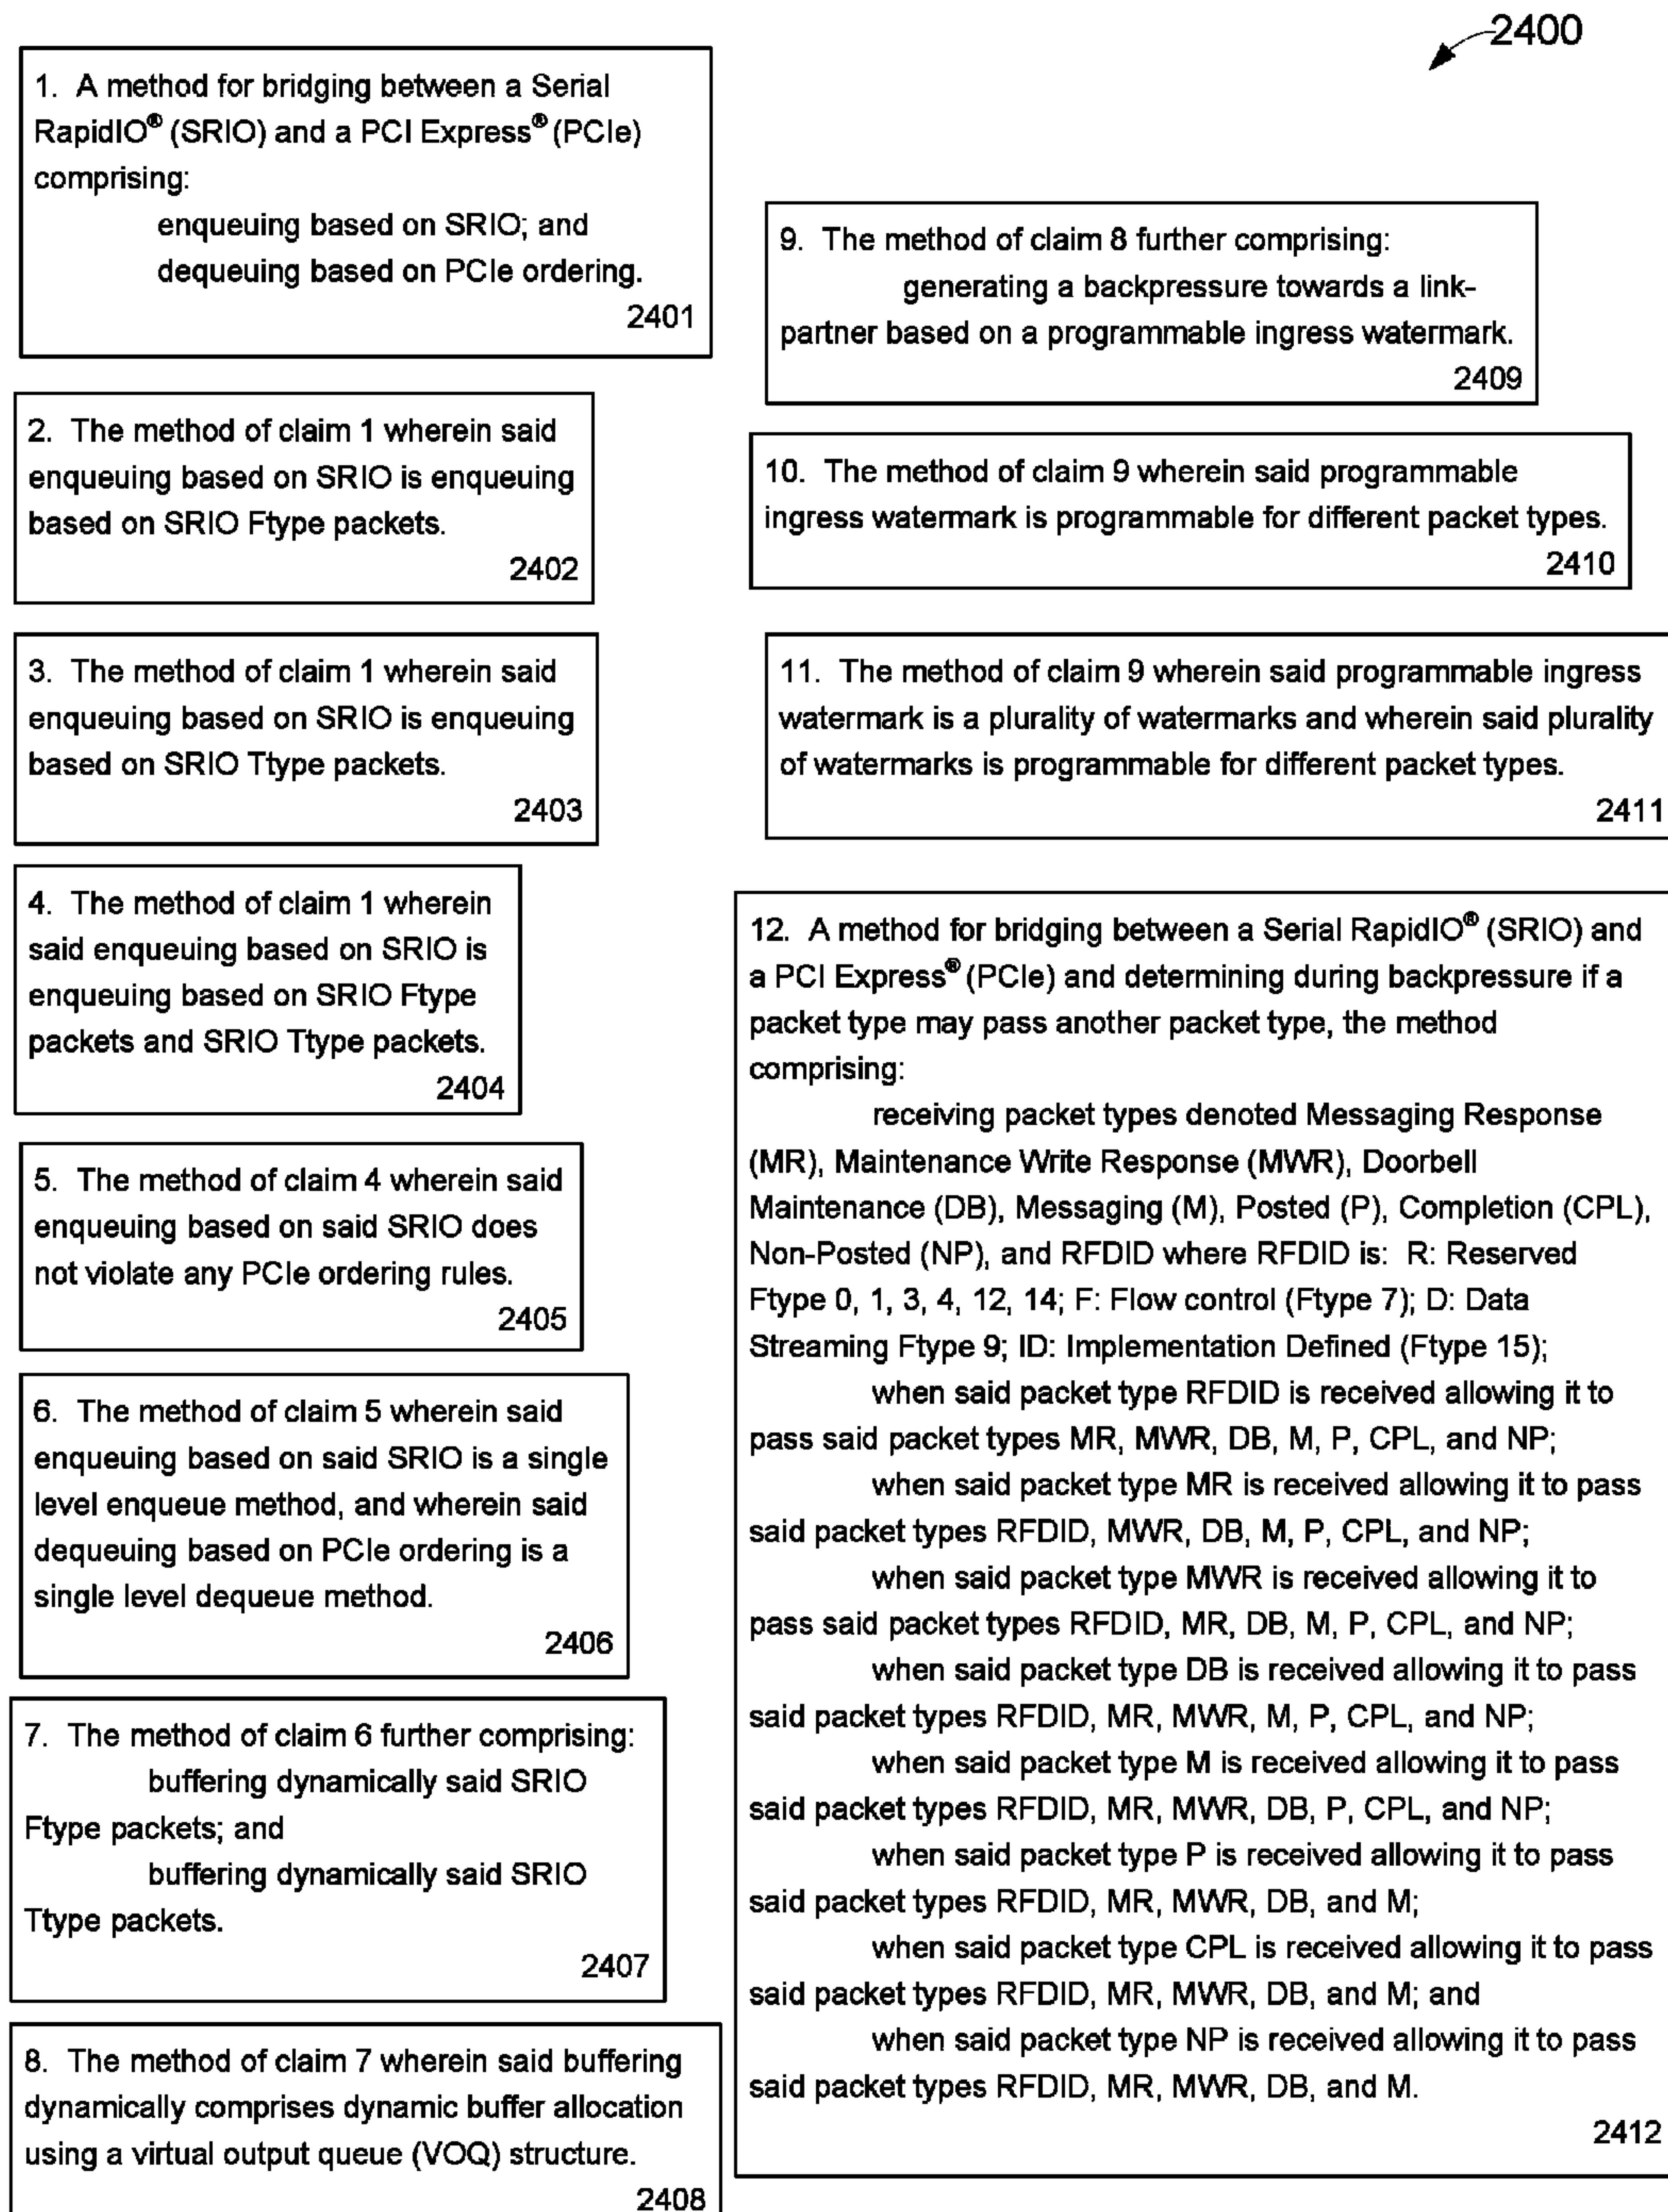 2400
1. A method for bridging between a Serial
RapidIO® (SRIO) and a PCI Express® (PCIe)
comprising:
enqueuing based on SRIO; and
dequeuing based on PCIe ordering.
2401
2. The method of claim 1 wherein said
enqueuing based on SRIO is enqueuing
based on SRIO Ftype packets.
2402
3. The method of claim 1 wherein said
enqueuing based on SRIO is enqueuing
based on SRIO Ttype packets.
2403
4. The method of claim 1 wherein
said enqueuing based on SRIO is
enqueuing based on SRIO Ftype
packets and SRIO Ttype packets.
2404
5. The method of claim 4 wherein said
enqueuing based on said SRIO does
not violate any PCIe ordering rules.
2405
6. The method of claim 5 wherein said
enqueuing based on said SRIO is a single
level enqueue method, and wherein said
dequeuing based on PCIe ordering is a
single level dequeue method.
2406
7. The method of claim 6 further comprising:
buffering dynamically said SRIO
Ftype packets; and
buffering dynamically said SRIO
Ttype packets.
2407
8. The method of claim 7 wherein said buffering
dynamically comprises dynamic buffer allocation
using a virtual output queue (VOQ) structure.
2408
9. The method of claim 8 further comprising:
generating a backpressure towards a link-
partner based on a programmable ingress watermark.
2409
10. The method of claim 9 wherein said programmable
ingress watermark is programmable for different packet types.
2410
11. The method of claim 9 wherein said programmable ingress
watermark is a plurality of watermarks and wherein said plurality
of watermarks is programmable for different packet types.
2411
12. A method for bridging between a Serial RapidIO® (SRIO) and
a PCI Express® (PCIe) and determining during backpressure if a
packet type may pass another packet type, the method
comprising:
receiving packet types denoted Messaging Response
(MR), Maintenance Write Response (MWR), Doorbell
Maintenance (DB), Messaging (M), Posted (P), Completion (CPL),
Non-Posted (NP), and RFDID where RFDID is: R: Reserved
Ftype 0, 1, 3, 4, 12, 14; F: Flow control (Ftype 7); D: Data
Streaming Ftype 9; ID: Implementation Defined (Ftype 15);
when said packet type RFDID is received allowing it to
pass said packet types MR, MWR, DB, M, P, CPL, and NP;
when said packet type MR is received allowing it to pass
said packet types RFDID, MWR, DB, M, P, CPL, and NP;
when said packet type MWR is received allowing it to
pass said packet types RFDID, MR, DB, M, P, CPL, and NP;
when said packet type DB is received allowing it to pass
said packet types RFDID, MR, MWR, M, P, CPL, and NP;
when said packet type M is received allowing it to pass
said packet types RFDID, MR, MWR, DB, P, CPL, and NP;
when said packet type P is received allowing it to pass
said packet types RFDID, MR, MWR, DB, and M;
when said packet type CPL is received allowing it to pass
said packet types RFDID, MR, MWR, DB, and M; and
when said packet type NP is received allowing it to pass
said packet types RFDID, MR, MWR, DB, and M.
2412